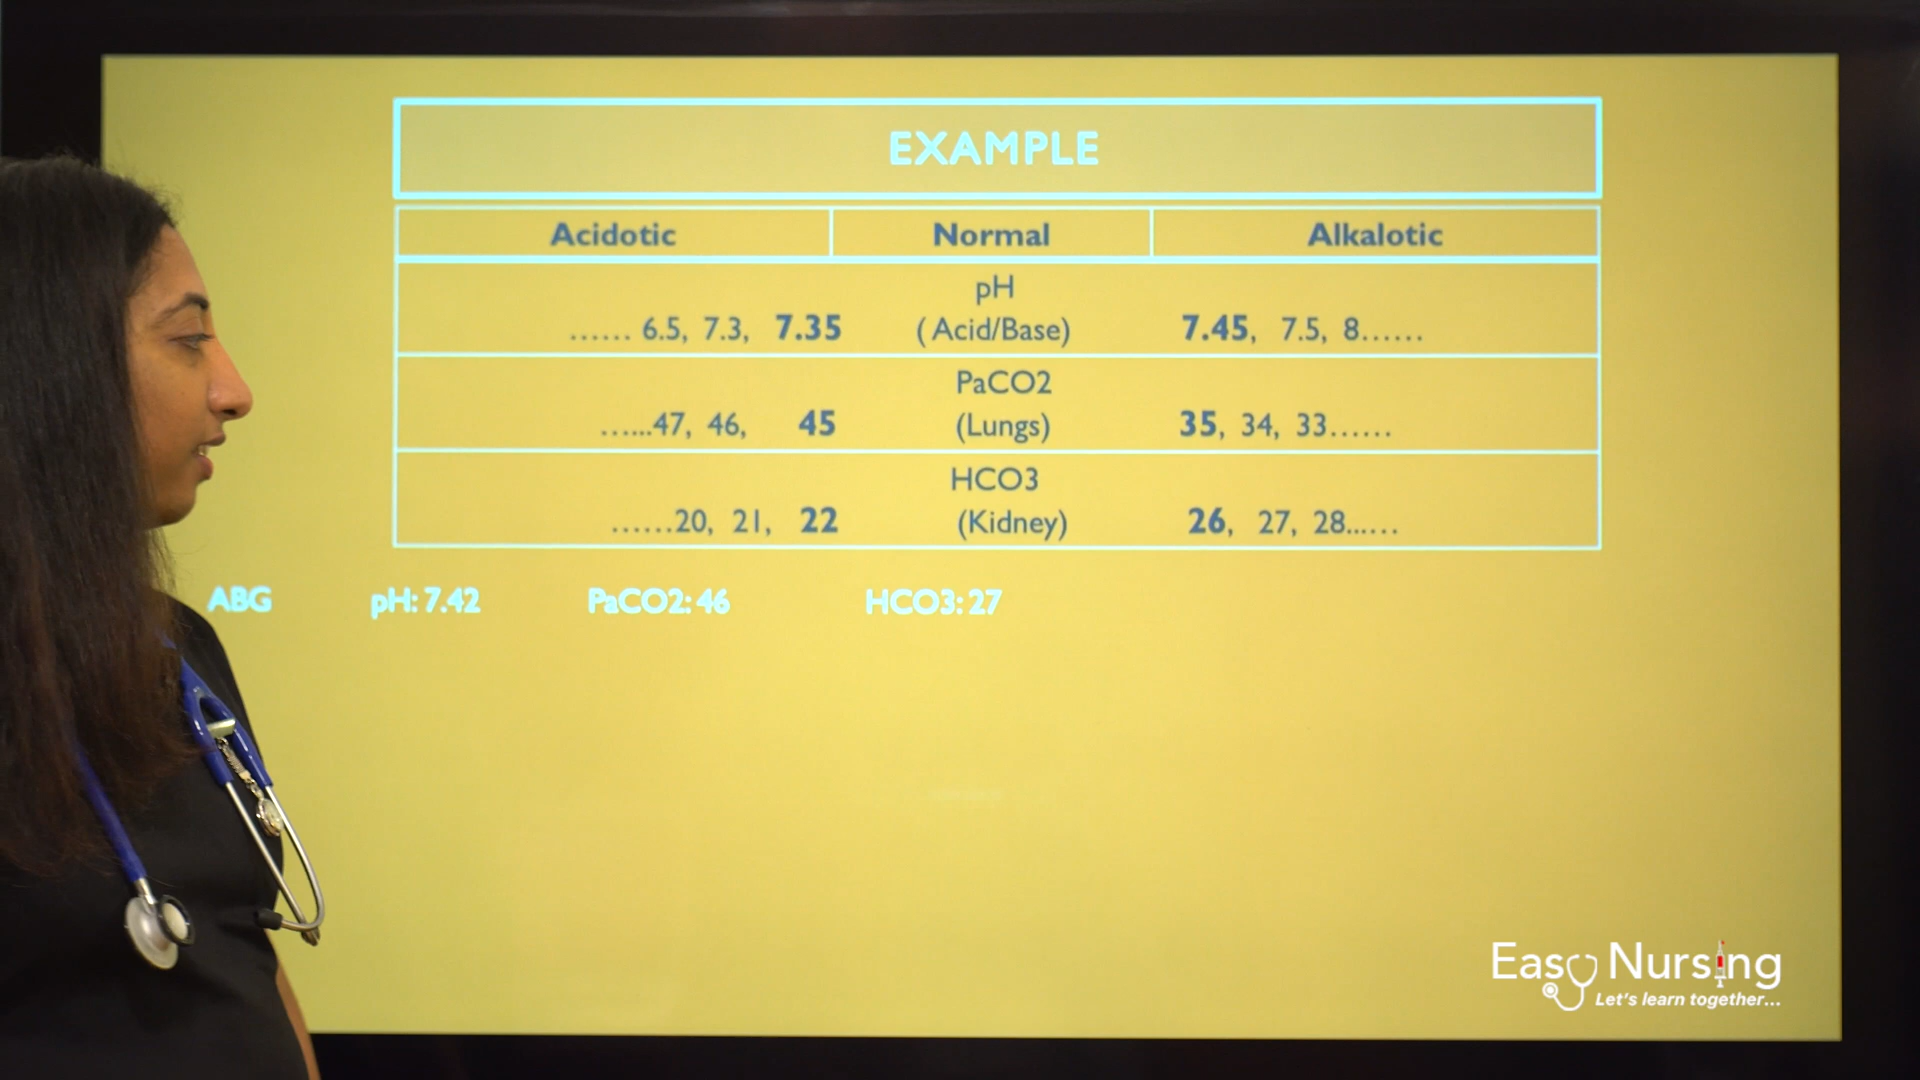 EXAMPLE
Acidotic Normal Alkalotic
pH
...... 6.5, 7.3, 7.35 ( Acid/Base) 7.45, 7.5, 8......
PaCO2
......47, 46, 45 (Lungs) 35, 34, 33......
HCO3
......20, 21, 22 (Kidney) 26, 27, 28......
ABG pH: 7.42 PaCO2: 46 HCO3: 27
Easy Nursing
Let's learn together...